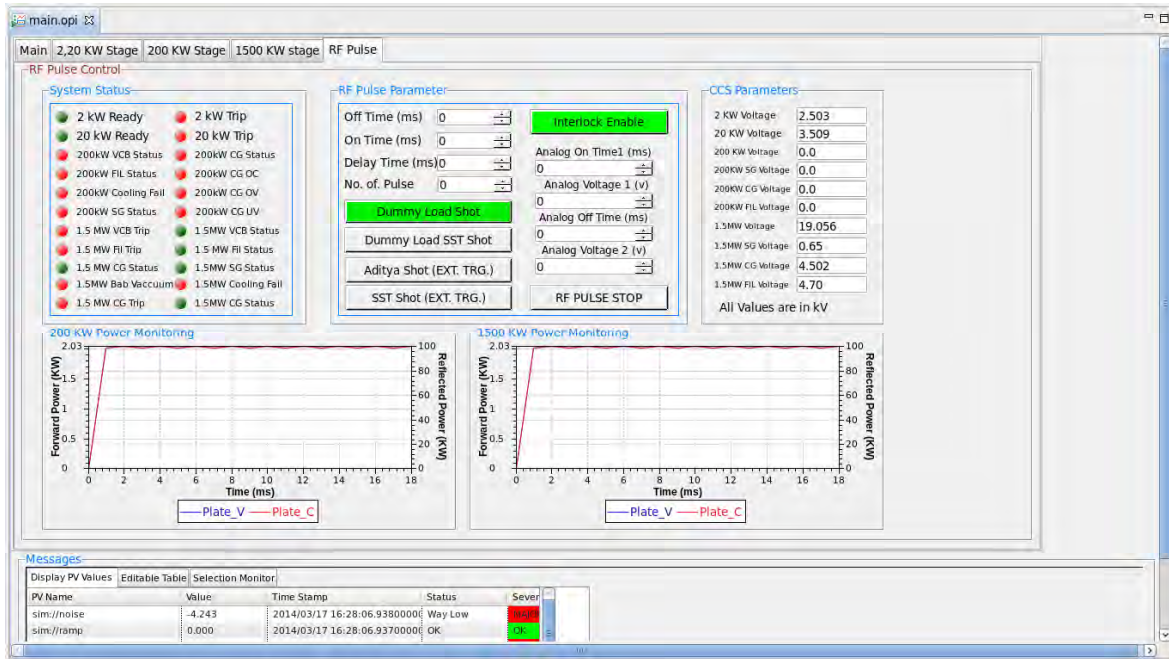 main.opi
Main 2,20 KW Stage 200 KW Stage 1500 KW stage RF Pulse
RF Pulse Control
System Status
2 kW Ready 2 kW Trip
20 kW Ready 20 kW Trip
200kW VCB Status 200kW CG Status
200kW FIL Status 200kW CG OC
200kW Cooling Fail 200kW CG OV
200kW SG Status 200kW CG UV
1.5 MW VCB Trip 1.5 MW VCB Status
1.5 MW Fil Trip 1.5 MW Fil Status
1.5 MW CG Status 1.5MW SG Status
1.5MW Bab Vaccuum 1.5MW Cooling Fail
1.5 MW CG Trip 1.5MW CG Status
RF Pulse Parameter
Off Time (ms) 0
On Time (ms) 0
Delay Time (ms) 0
No. of. Pulse 0
Dummy Load Shot
Dummy Load SST Shot
Aditya Shot (EXT. TRG.)
SST Shot (EXT. TRG.)
Interlock Enable
Analog On Time1 (ms)
0
Analog Voltage 1 (v)
0
Analog Off Time (ms)
0
Analog Voltage 2 (v)
0
RF PULSE STOP
CCS Parameters
2 KW Voltage 2.503
20 KW Voltage 3.509
200 KW Voltage 0.0
200KW SG Voltage 0.0
200KW CG Voltage 0.0
200KW FIL Voltage 0.0
1.5MW Voltage 19.056
1.5MW SG Voltage 0.65
1.5MW CG Voltage 4.502
1.5MW FIL Voltage 4.70
All Values are in kV
200 KW Power Monitoring
Forward Power (KW)
2.03
1.5
1
0.5
0
100
80
60
40
20
0
Reflected Power (KW)
0 2 4 6 8 10 12 14 16 18
Time (ms)
Plate_V Plate_C
1500 KW Power Monitoring
Forward Power (KW)
2.03
1.5
1
0.5
0
100
80
60
40
20
0
Reflected Power (KW)
0 2 4 6 8 10 12 14 16 18
Time (ms)
Plate_V Plate_C
Messages
Display PV Values Editable Table Selection Monitor
PV Name Value Time Stamp Status Sever
sim://noise -4.243 2014/03/17 16:28:06.93800000 Way Low
sim://ramp 0.000 2014/03/17 16:28:06.93700000 OK OK